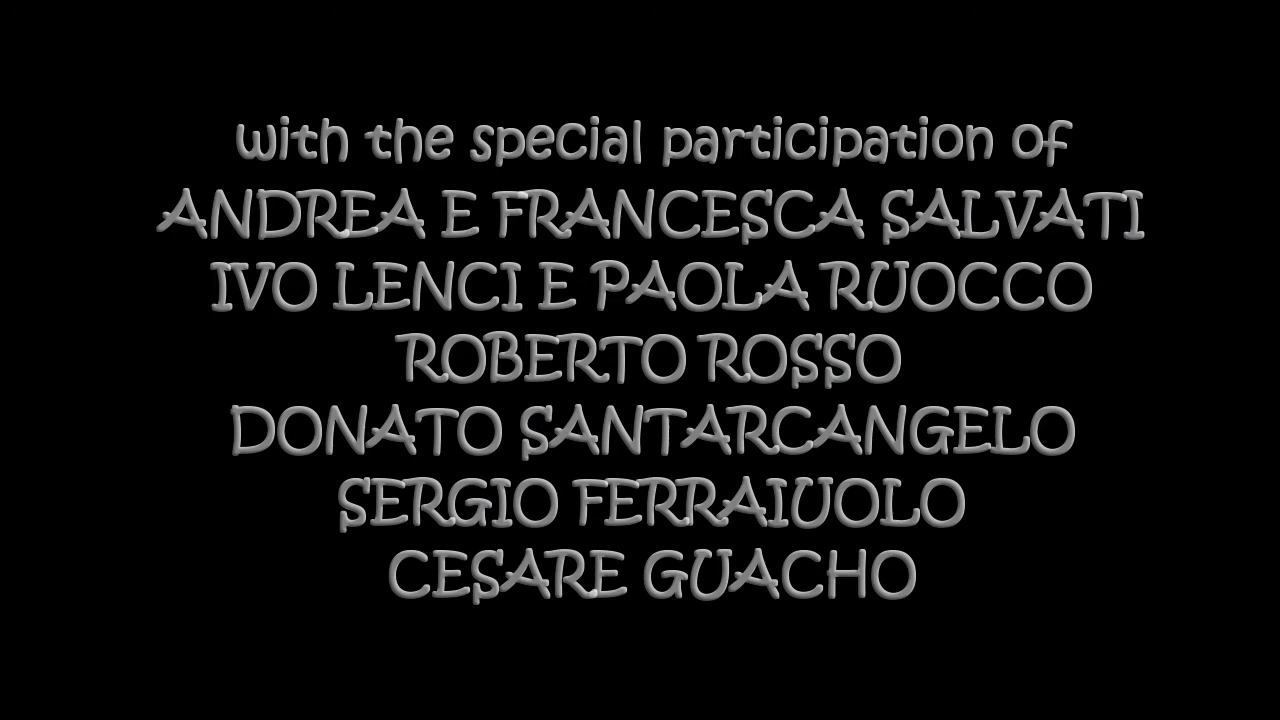 with the special participation of
ANDREA E FRANCESCA SALVATI
IVO LENCI E PAOLA RUOCCO
ROBERTO ROSSO
DONATO SANTARCANGELO
SERGIO FERRAIUOLO
CESARE GUACHO